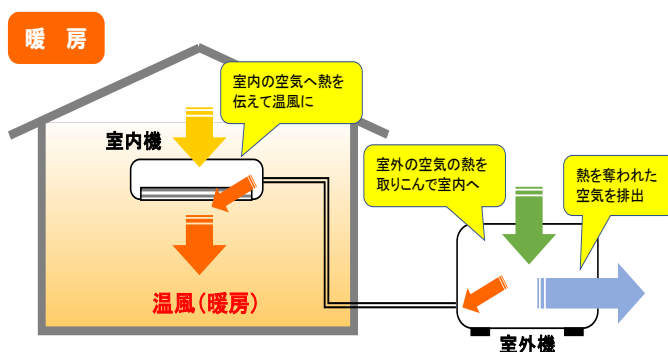 暖 房
室内の空気へ熱を
伝えて温風に
室内機
室外の空気の熱を
取りこんで室内へ
熱を奪われた
空気を排出
温風(暖房)
室外機